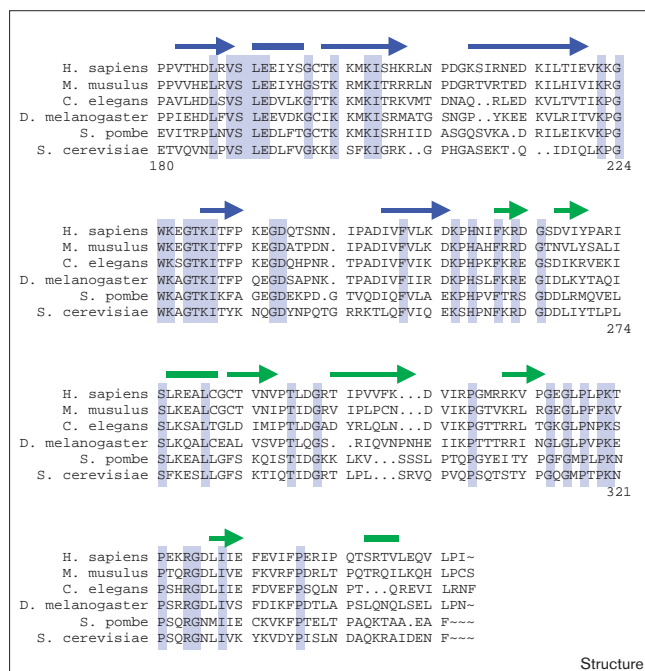 H. sapiens PPVTHDLRVS LEEIYSGCTK KMKISHKRLN PDGKSIRNED KILTIEVKKG
M. musulus PPVVHELRVS LEEIYHGSTK RMKITRRRLN PDGRTVRTED KILHIVIKRG
C. elegans PAVLHDLSVS LEDVLKGTTK KMKITRKVMT DNAQ.RLED KVLTVTIKPG
D. melanogaster PPIEHDLFVS LEEVDKGCIK KMKISRMATG SNGP.YKEE KVLRITVKPG
S. pombe EVITRPLNVS LEDLFTGCTK KMKISRHIID ASGQSVKA.D RILEIKVKPG
S. cerevisiae ETVQVNLPVS LEDLFVGKKK SFKIGRK..G PHGASEKT.Q .IDIQLKPG
180 224
H. sapiens WKEGTKITFP KEGDQTSNN. IPADIVFVLK DKPHNIFKRD GSDVIYPARI
M. musulus WKEGTKITFP KEGDATPDN. IPADIVFVLK DKPHAHFRRD GTNVLYSALI
C. elegans WKSGTKITFP KEGDQHPNR. TPADIVFVIK DKPHPKFKRE GSDIKRVEKI
D. melanogaster WKAGTKITFP QEGDSAPNK. TPADIVFIIR DKPHSLFKRE GIDLKYTAQI
S. pombe WKAGTKIKFA GEGDEKPD.G TVQDIQFVLA EKPHPVFTRS GDDLRMQVEL
S. cerevisiae WKAGTKITYK NQGDYNPQTG RRKTLQFVIQ EKSHPNFKRD GDDLIYTLPL
274
H. sapiens SLREALCGCT VNVPTLDGRT IPVVFK...D VIRPGMRRKV PGEGLPLPKT
M. musulus SLKEALCGCT VNIPTIDGRV IPLPCN...D VIKPGTVKRL RGEGLPFPKV
C. elegans SLKSALTGLD IMIPTLDGAD YRLQLN...D VIKPGTTRRL TGKGLPNPKS
D. melanogaster SLKQALCEAL VSVPTLQGS. RIQVNPNHEI IKPTTTRRI NGLGLPVPKE
S. pombe SLKEALLGFS KQISTIDGKK LKV...SSSL PTQPGYEITY PGFGMPLPKN
S. cerevisiae SFKESLLGFS KTIQTIDGRT LPL..SRVQP VQPSQTSTY PGQGMPTPKN
321
H. sapiens PEKRGDLIIE FEVIFPERIP QTSRTVLEQV LPI~
M. musulus PTQRGDLIVE FKVRFPDRLT PQTRQILKQH LPCS
C. elegans PSHRGDLIIE FDVEFPSQLN PT..QREVI LRNF
D. melanogaster PSRRGDLIVS FDIKFPDTLA PSLQNQLSEL LPN~
S. pombe PSQRGNMIIE CKVKFPTELT PAQKTAA.EA F~~~
S. cerevisiae PSQRGNLIVK YKVDYPISLN DAQKRAIDEN F~~~
Structure